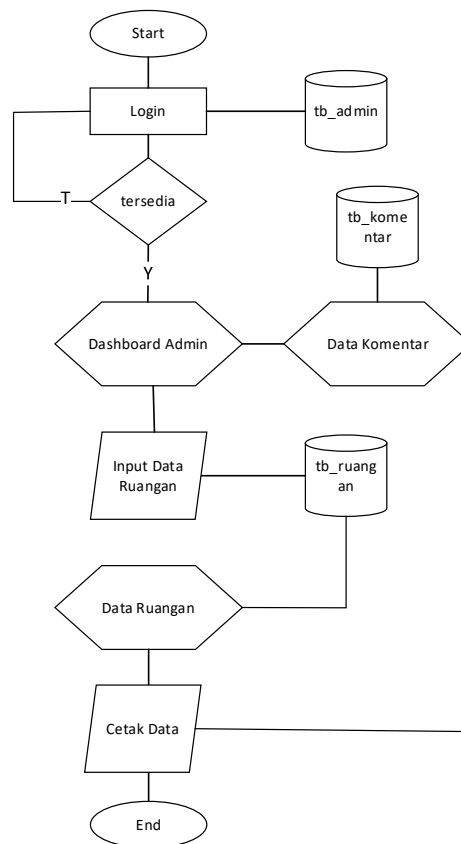 Start
Login
tb_admin
T
tersedia
tb_kome
ntar
Y
Dashboard Admin
Data Komentar
Input Data
Ruangan
tb_ruang
an
Data Ruangan
Cetak Data
End